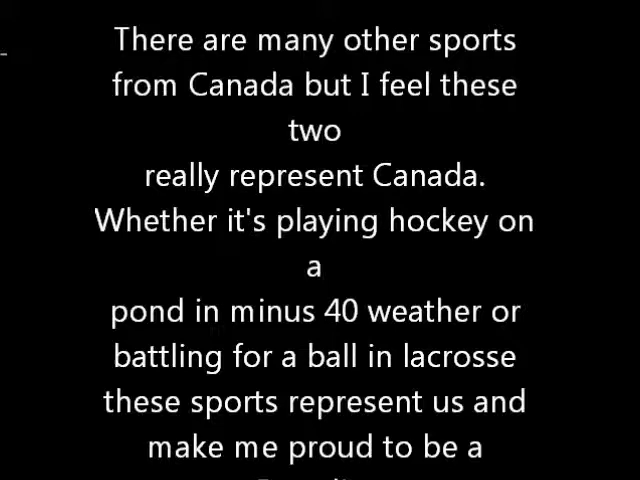 There are many other sports
from Canada but I feel these
two
really represent Canada.
Whether it's playing hockey on
a
pond in minus 40 weather or
battling for a ball in lacrosse
these sports represent us and
make me proud to be a